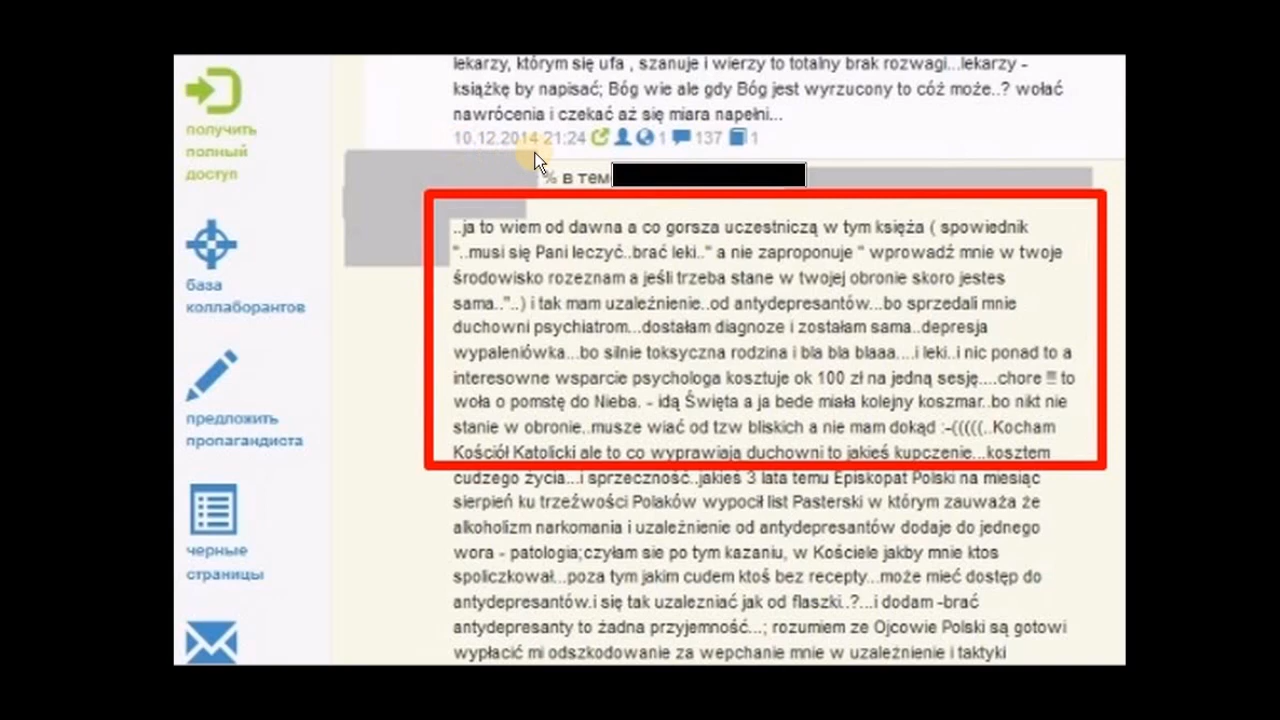 получить
полный
доступ
база
коллаборантов
предложить
пропагандиста
черные
страницы
lekarzy, którym się ufa , szanuje i wierzy to totalny brak rozwagi...lekarzy -
książkę by napisać; Bóg wie ale gdy Bóg jest wyrzucony to cóż może..? wołać
nawrócenia i czekać aż się miara napełni...
10.12.2014 21:24 1 137 1
% в теме
..ja to wiem od dawna a co gorsza uczestniczą w tym księża ( spowiednik
"..musi się Pani leczyć..brać leki.." a nie zaproponuje " wprowadź mnie w twoje
środowisko rozeznam a jeśli trzeba stane w twojej obronie skoro jestes
sama.."..) i tak mam uzależnienie..od antydepresantów...bo sprzedali mnie
duchowni psychiatrom...dostałam diagnoze i zostałam sama..depresja
wypaleniówka...bo silnie toksyczna rodzina i bla bla blaaa....i leki..i nic ponad to a
interesowne wsparcie psychologa kosztuje ok 100 zł na jedną sesję....chore !!! to
woła o pomstę do Nieba. - idą Święta a ja bede miała kolejny koszmar..bo nikt nie
stanie w obronie..musze wiać od tzw bliskich a nie mam dokąd :-(((((..Kocham
Kościół Katolicki ale to co wyprawiają duchowni to jakieś kupczenie...kosztem
cudzego życia...i sprzeczność..jakieś 3 lata temu Episkopat Polski na miesiąc
sierpień ku trzeźwości Polaków wypocił list Pasterski w którym zauważa że
alkoholizm narkomania i uzależnienie od antydepresantów dodaje do jednego
wora - patologia;czyłam sie po tym kazaniu, w Kościele jakby mnie ktos
spoliczkował...poza tym jakim cudem ktoś bez recepty...może mieć dostęp do
antydepresantów.i się tak uzalezniać jak od flaszki..?...i dodam -brać
antydepresanty to żadna przyjemność...; rozumiem ze Ojcowie Polski są gotowi
wypłacić mi odszkodowanie za wepchanie mnie w uzależnienie i taktyki